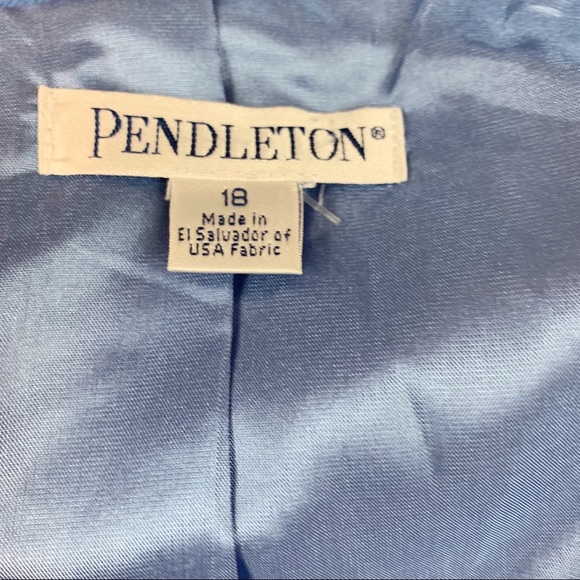 PENDLETON®
18
Made in
El Salvador of
USA Fabric